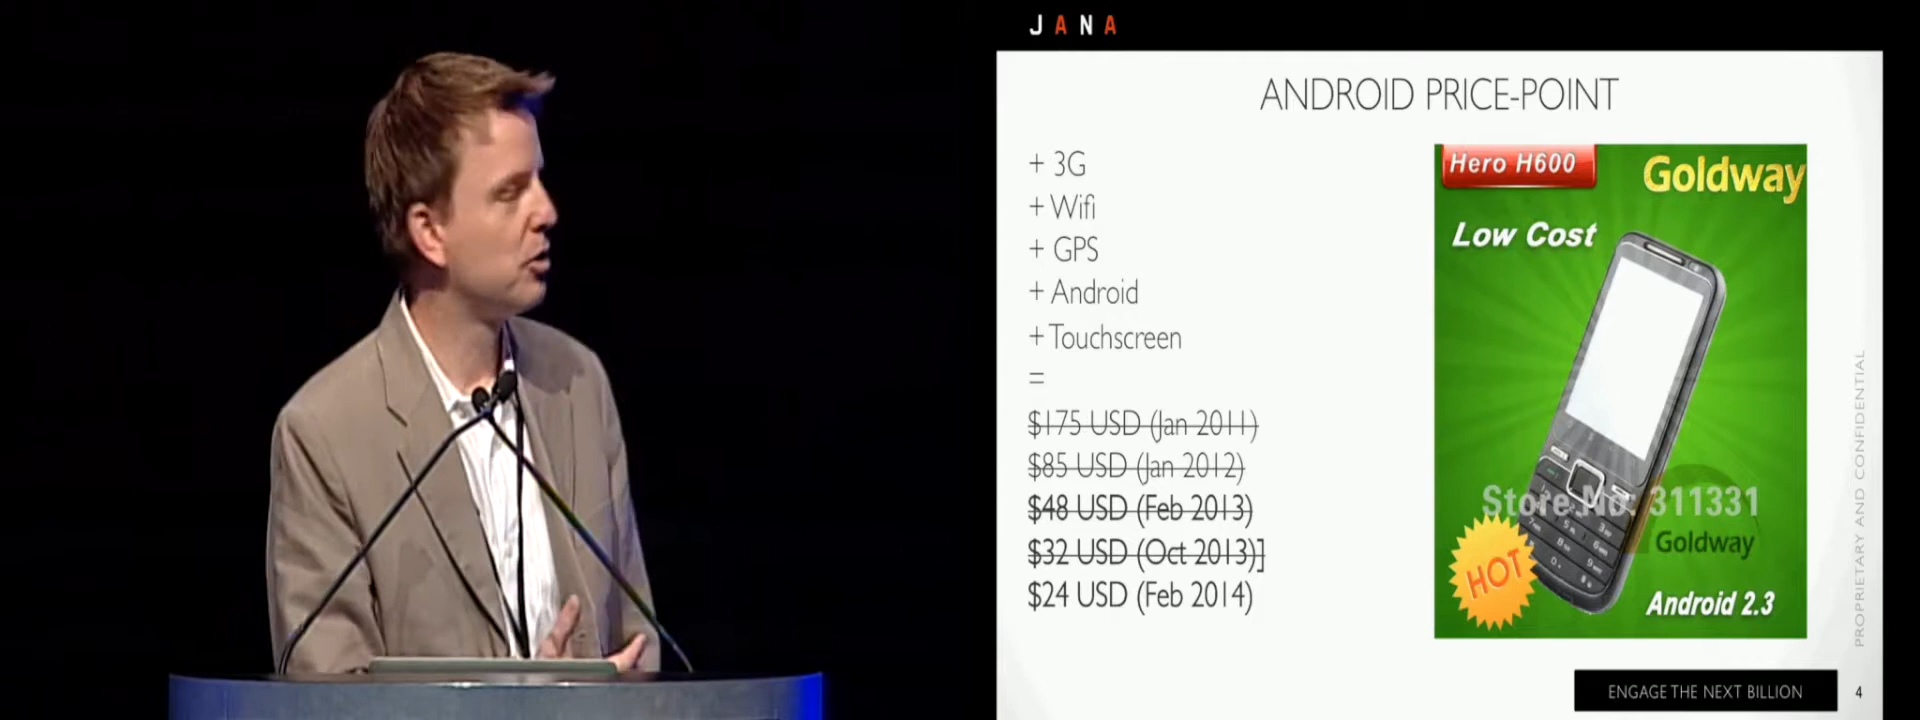 JANA
ANDROID PRICE-POINT
+ 3G
+ Wifi
+ GPS
+ Android
+ Touchscreen
=
$175 USD (Jan 2011)
$85 USD (Jan 2012)
$48 USD (Feb 2013)
$32 USD (Oct 2013)]
$24 USD (Feb 2014)
Hero H600
Goldway
Low Cost
Store No: 311331
Goldway
HOT
Android 2.3
PROPRIETARY AND CONFIDENTIAL
ENGAGE THE NEXT BILLION
4